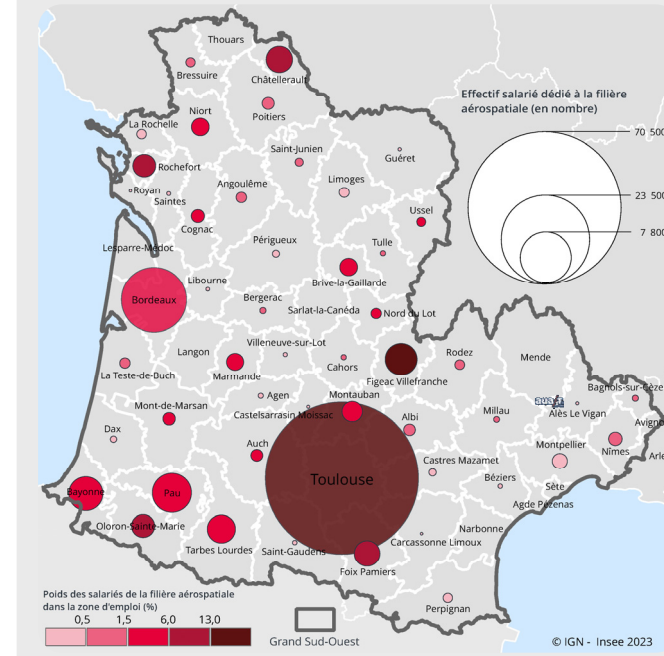 Thouars
Bressuire
Châtellerault
Effectif salarié dédié à la filière
aérospatiale (en nombre)
Niort
Poitiers
La Rochelle
70 500
Saint-Junien
Guéret
Rochefort
Limoges
Royan
Saintes
Angoulême
23 500
Ussel
Cognac
7 800
Périgueux
Tulle
Lesparre-Médoc
Libourne
Brive-la-Gaillarde
Bordeaux
Bergerac
Sarlat-la-Canéda
Nord du Lot
Villeneuve-sur-Lot
Langon
Cahors
Rodez
Mende
La Teste-de-Buch
Marmande
Figeac Villefranche
Bagnols-sur-Cèze
Agen
Montauban
Mont-de-Marsan
Castelsarrasin Moissac
Albi
Millau
Alès Le Vigan
Dax
Auch
Montpellier
Nîmes
Castres Mazamet
Toulouse
Béziers
Bayonne
Pau
Sète
Agde Pézenas
Oloron-Sainte-Marie
Narbonne
Carcassonne Limoux
Tarbes Lourdes
Saint-Gaudens
Foix Pamiers
Poids des salariés de la filière aérospatiale
dans la zone d'emploi (%)
0,5 1,5 6,0 13,0
Perpignan
Grand Sud-Ouest
© IGN - Insee 2023